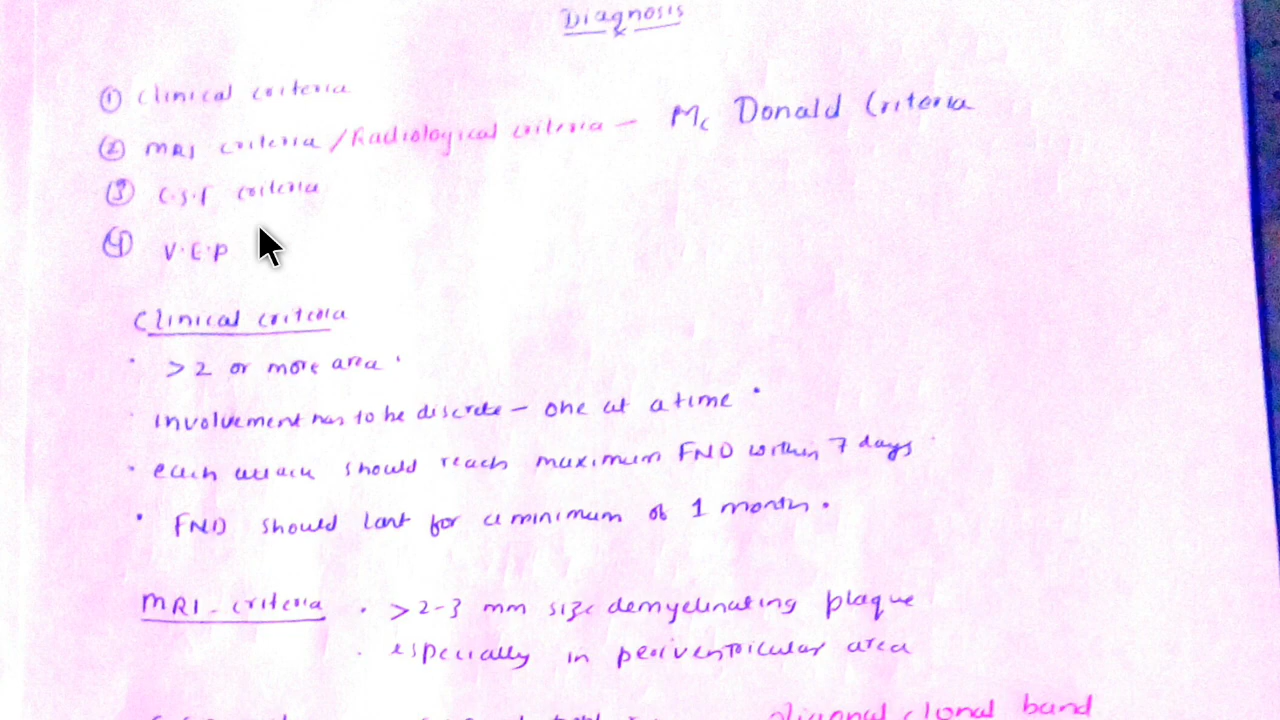 Diagnosis
① Clinical criteria
② MRI criteria / Radiological criteria — Mc Donald Criteria
③ C.S.F criteria
④ V.E.P
Clinical criteria
· > 2 or more area ·
· involvement has to be discrete — one at a time ·
· each attack should reach maximum FND within 7 days ·
· FND should last for a minimum of 1 month.
MRI - criteria · > 2-3 mm size demyelinating plaque
· especially in periventricular area
clonal band